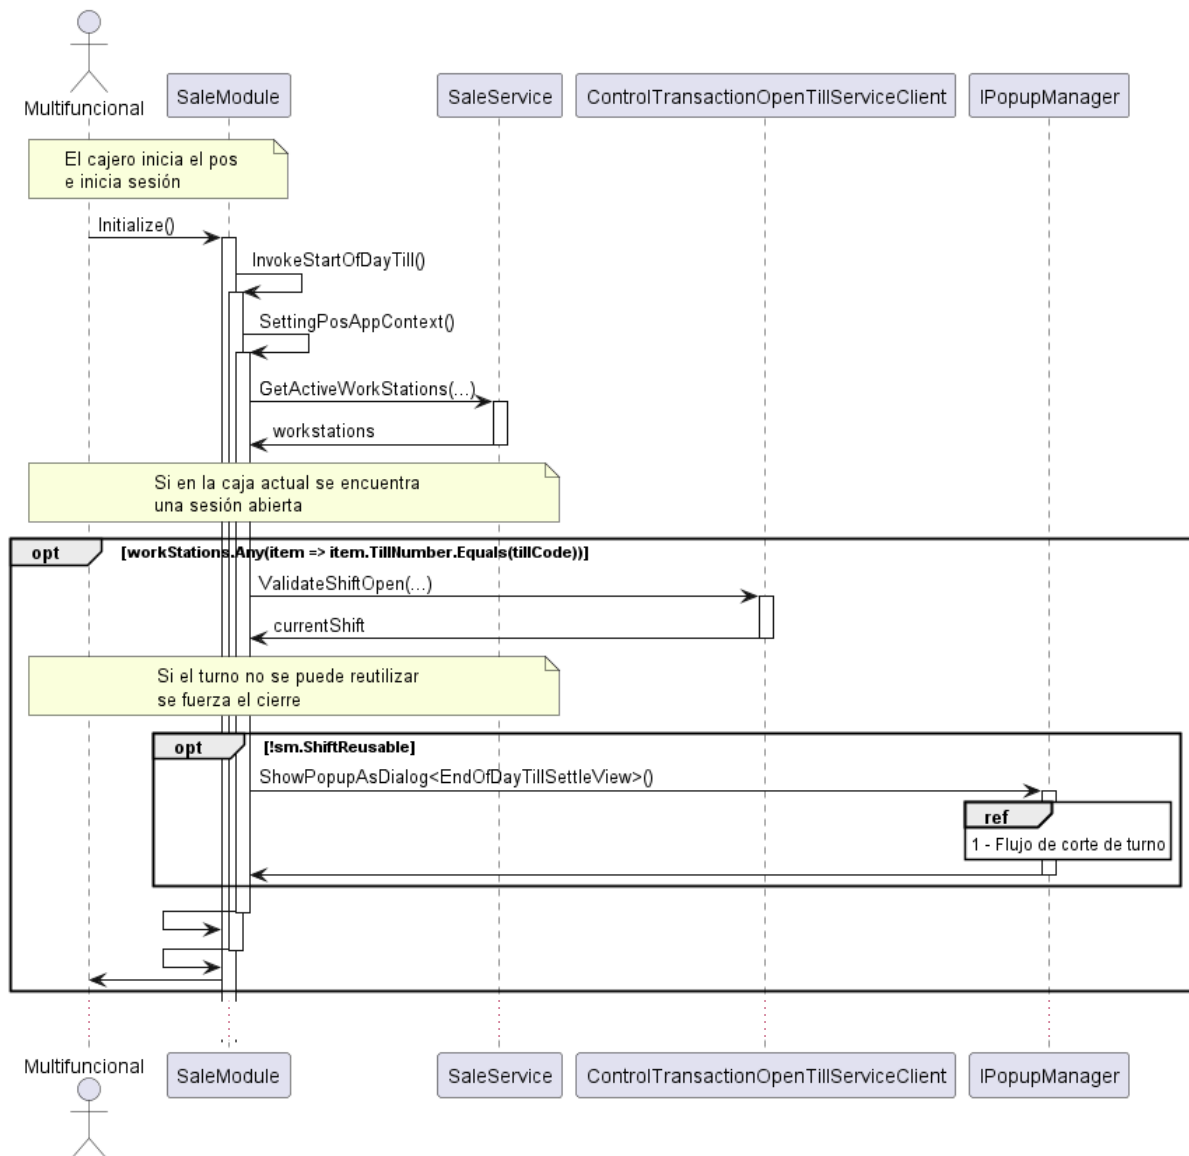 Multifuncional
SaleModule
SaleService
ControlTransactionOpenTillServiceClient
IPopupManager
El cajero inicia el pos
e inicia sesión
Initialize()
InvokeStartOfDayTill()
SettingPosAppContext()
GetActiveWorkStations(...)
workstations
Si en la caja actual se encuentra
una sesión abierta
opt
[workStations.Any(item => item.TillNumber.Equals(tillCode))]
ValidateShiftOpen(...)
currentShift
Si el turno no se puede reutilizar
se fuerza el cierre
opt
[!sm.ShiftReusable]
ShowPopupAsDialog<EndOfDayTillSettleView>()
ref
1 - Flujo de corte de turno
Multifuncional
SaleModule
SaleService
ControlTransactionOpenTillServiceClient
IPopupManager